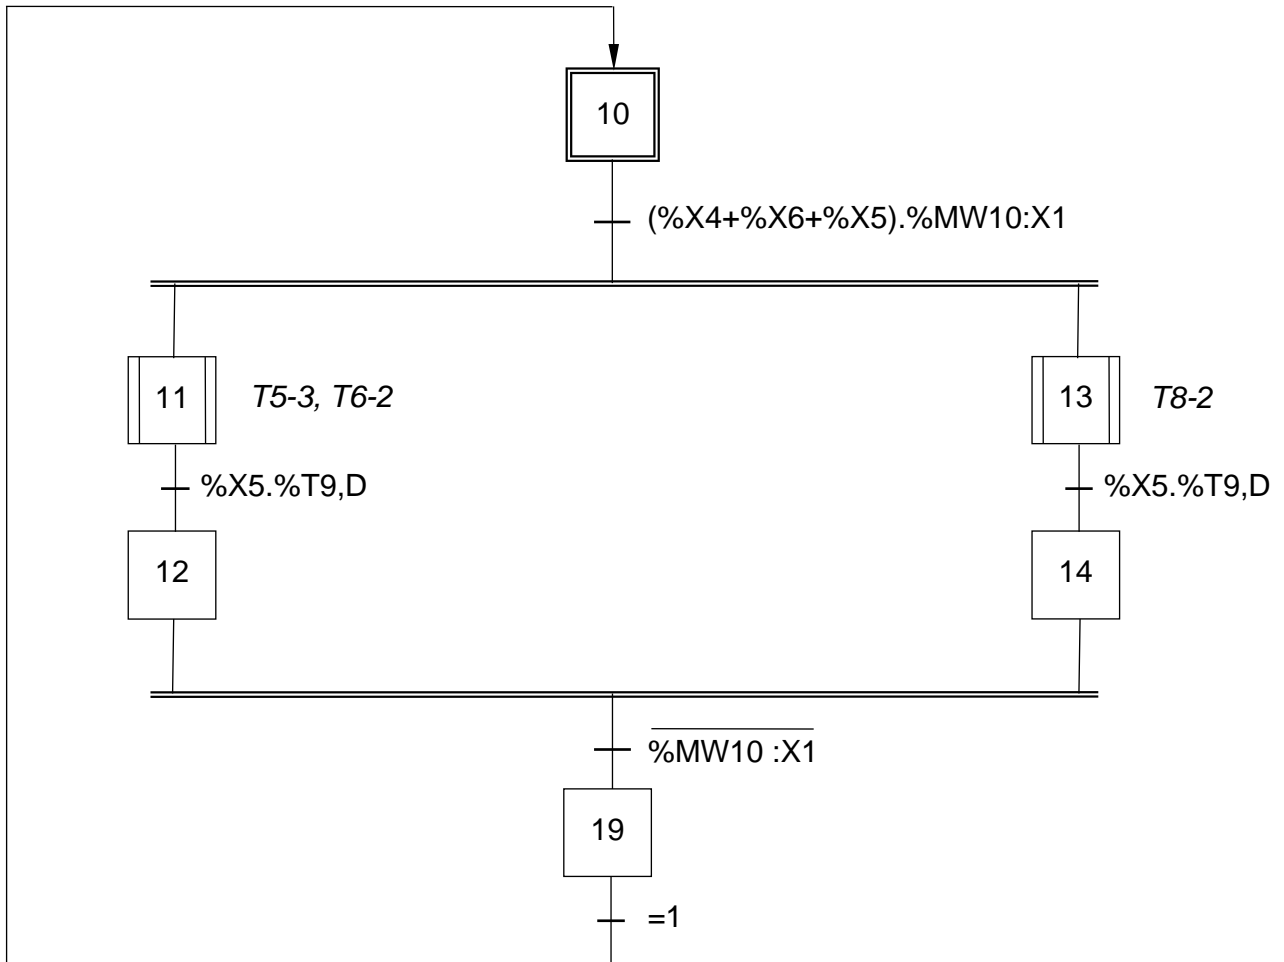 10
(%X4+%X6+%X5).%MW10:X1
11
T5-3, T6-2
13
T8-2
%X5.%T9,D
%X5.%T9,D
12
14
%MW10 :X1
19
=1